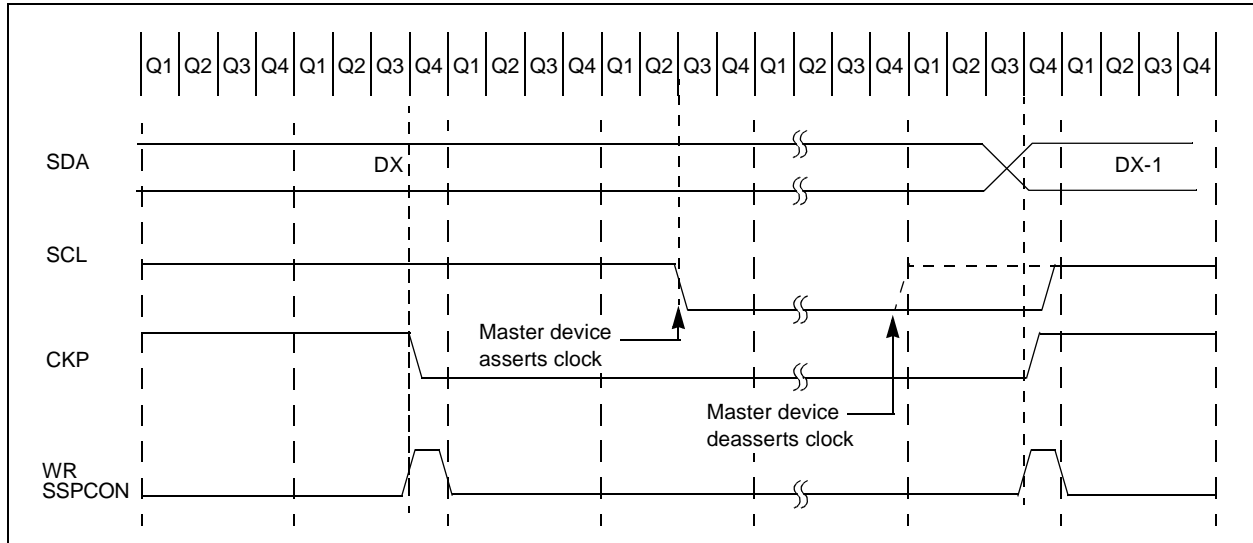 Q1 Q2 Q3 Q4 Q1 Q2 Q3 Q4 Q1 Q2 Q3 Q4 Q1 Q2 Q3 Q4 Q1 Q2 Q3 Q4 Q1 Q2 Q3 Q4 Q1 Q2 Q3 Q4
SDA
DX
DX-1
SCL
Master device
asserts clock
CKP
Master device
deasserts clock
WR
SSPCON